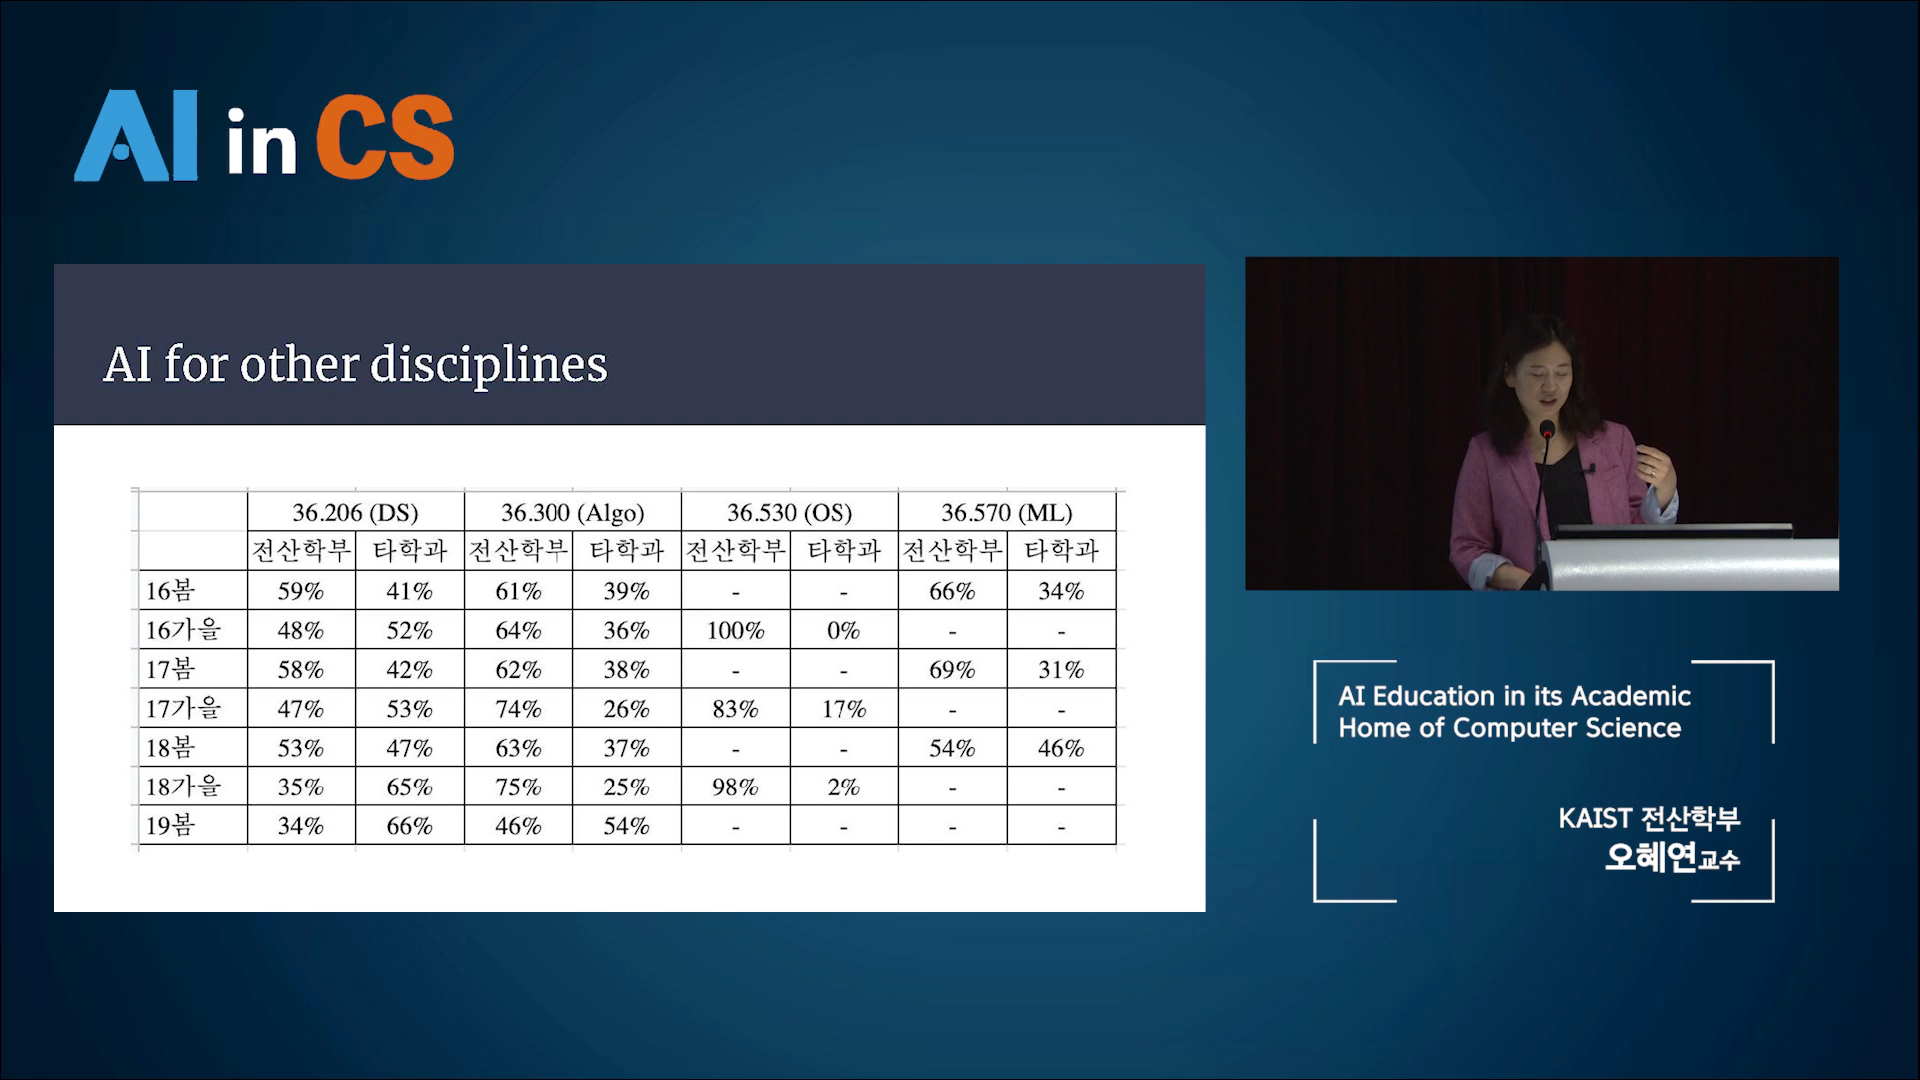 AI in CS
AI for other disciplines
36.206 (DS) 36.300 (Algo) 36.530 (OS) 36.570 (ML)
전산학부 타학과 전산학부 타학과 전산학부 타학과 전산학부 타학과
16봄 59% 41% 61% 39% - - 66% 34%
16가을 48% 52% 64% 36% 100% 0% - -
17봄 58% 42% 62% 38% - - 69% 31%
17가을 47% 53% 74% 26% 83% 17% - -
18봄 53% 47% 63% 37% - - 54% 46%
18가을 35% 65% 75% 25% 98% 2% - -
19봄 34% 66% 46% 54% - - - -
AI Education in its Academic
Home of Computer Science
KAIST 전산학부
오혜연교수